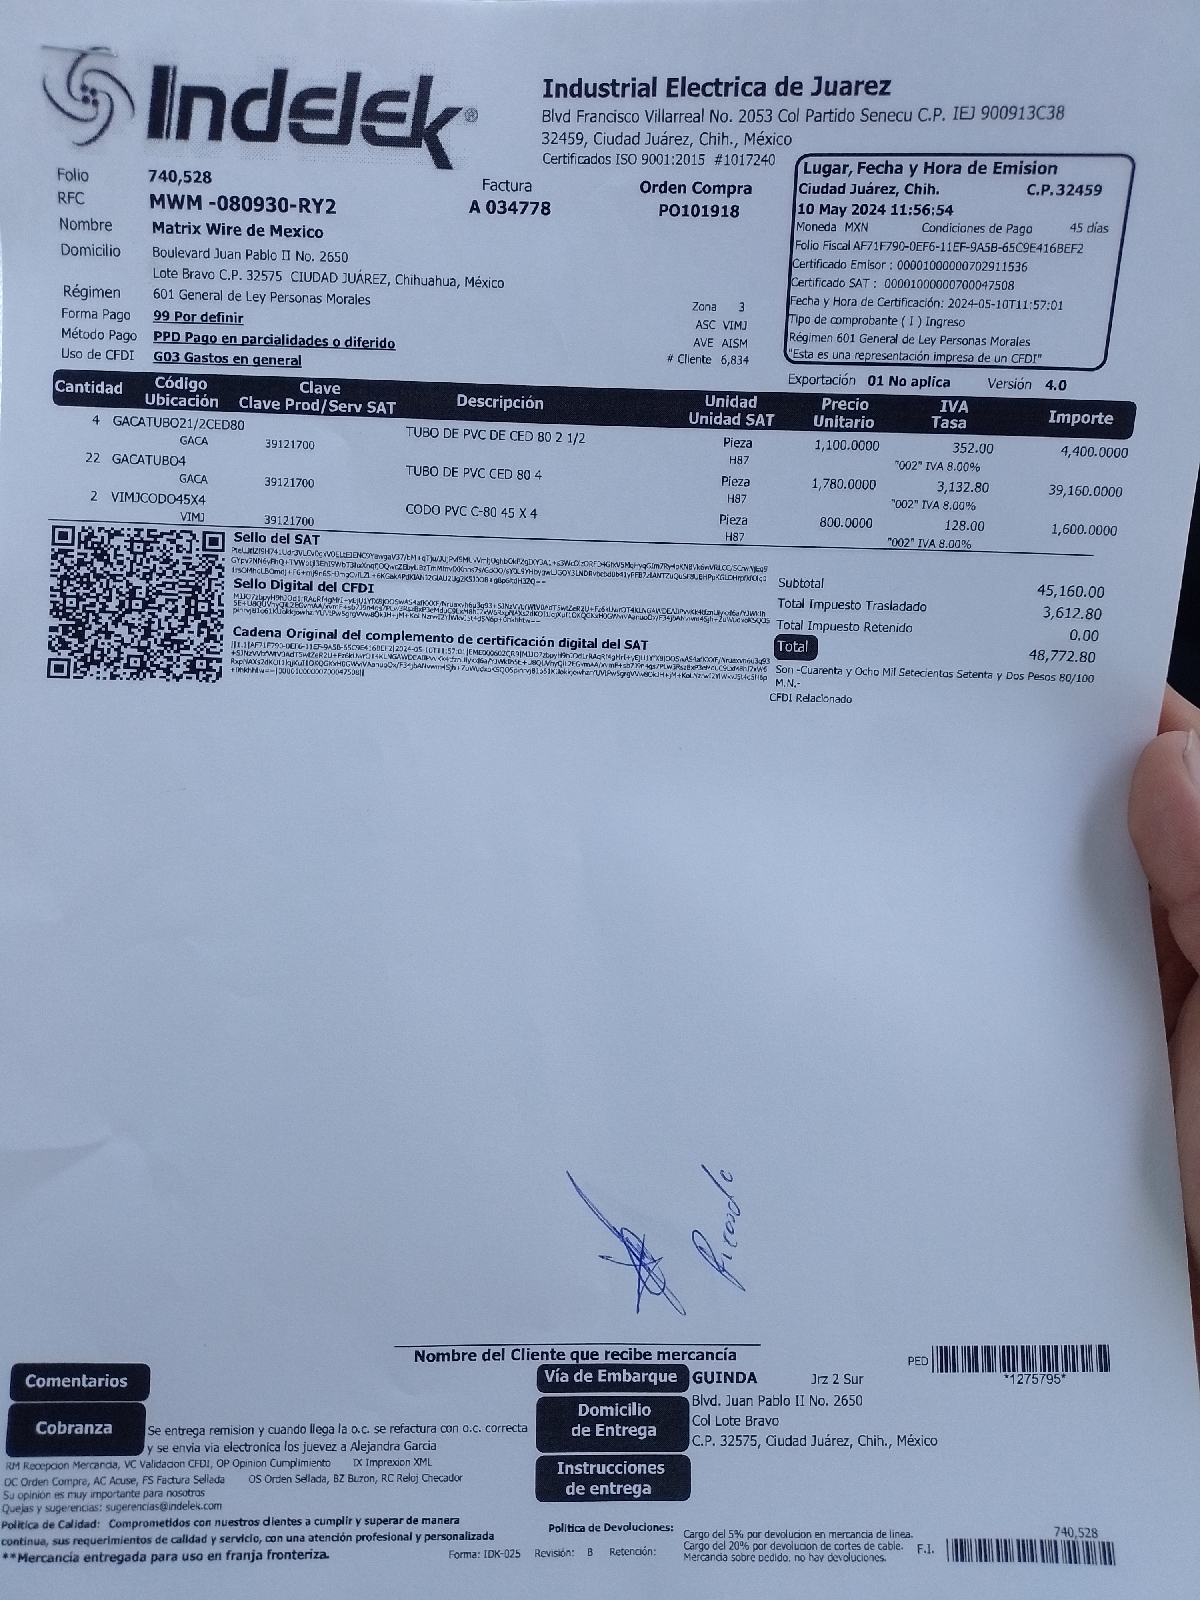 Indelek®
Industrial Electrica de Juarez
Blvd Francisco Villarreal No. 2053 Col Partido Senecu C.P. IEJ 900913C38
32459, Ciudad Juárez, Chih., México
Certificados ISO 9001:2015 #1017240
Folio 740,528
RFC MWM -080930-RY2
Nombre Matrix Wire de Mexico
Domicilio Boulevard Juan Pablo II No. 2650
Lote Bravo C.P. 32575 CIUDAD JUÁREZ, Chihuahua, México
Régimen 601 General de Ley Personas Morales
Forma Pago 99 Por definir
Método Pago PPD Pago en parcialidades o diferido
Uso de CFDI G03 Gastos en general
Factura
A 034778
Orden Compra
PO101918
Zona 3
ASC VIMJ
AVE AISM
# Cliente 6,834
Lugar, Fecha y Hora de Emision
Ciudad Juárez, Chih. C.P.32459
10 May 2024 11:56:54
Moneda MXN Condiciones de Pago 45 días
Folio Fiscal AF71F790-0EF6-11EF-9A5B-65C9E416BEF2
Certificado Emisor : 00001000000702911536
Certificado SAT : 00001000000700047508
Fecha y Hora de Certificación: 2024-05-10T11:57:01
Tipo de comprobante ( I ) Ingreso
Régimen 601 General de Ley Personas Morales
"Esta es una representación impresa de un CFDI"
Exportación 01 No aplica Versión 4.0
Cantidad Código Ubicación Clave Clave Prod/Serv SAT Descripción Unidad Unidad SAT Precio Unitario IVA Tasa Importe
4 GACATUBO21/2CED80 TUBO DE PVC DE CED 80 2 1/2 Pieza 1,100.0000 352.00 4,400.0000
GACA 39121700 H87 "002" IVA 8.00%
22 GACATUBO4 TUBO DE PVC CED 80 4 Pieza 1,780.0000 3,132.80 39,160.0000
GACA 39121700 H87 "002" IVA 8.00%
2 VIMJCODO45X4 CODO PVC C-80 45 X 4 Pieza 800.0000 128.00 1,600.0000
VIMJ 39121700 H87 "002" IVA 8.00%
Sello del SAT
Sello Digital del CFDI
Cadena Original del complemento de certificación digital del SAT
Subtotal 45,160.00
Total Impuesto Trasladado 3,612.80
Total Impuesto Retenido 0.00
Total 48,772.80
Son -Cuarenta y Ocho Mil Setecientos Setenta y Dos Pesos 80/100
M.N.-
CFDI Relacionado
Ricardo
Nombre del Cliente que recibe mercancía
PED *1275795*
Comentarios
Cobranza Se entrega remision y cuando llega la o.c. se refactura con o.c. correcta
y se envia via electronica los juevez a Alejandra Garcia
Vía de Embarque GUINDA Jrz 2 Sur
Domicilio de Entrega Blvd. Juan Pablo II No. 2650
Col Lote Bravo
C.P. 32575, Ciudad Juárez, Chih., México
Instrucciones de entrega
RM Recepcion Mercancia, VC Validacion CFDI, OP Opinion Cumplimiento IX Imprexion XML
OC Orden Compra, AC Acuse, FS Factura Sellada OS Orden Sellada, BZ Buzon, RC Reloj Checador
Su opinión es muy importante para nosotros
Quejas y sugerencias: sugerencias@indelek.com
Política de Calidad: Comprometidos con nuestros clientes a cumplir y superar de manera
continua, sus requerimientos de calidad y servicio, con una atención profesional y personalizada
**Mercancía entregada para uso en franja fronteriza.
Forma: IDK-025 Revisión: B Retención:
Politica de Devoluciones: Cargo del 5% por devolucion en mercancia de linea.
Cargo del 20% por devolucion de cortes de cable.
Mercancia sobre pedido, no hay devoluciones.
740,528
F.I.